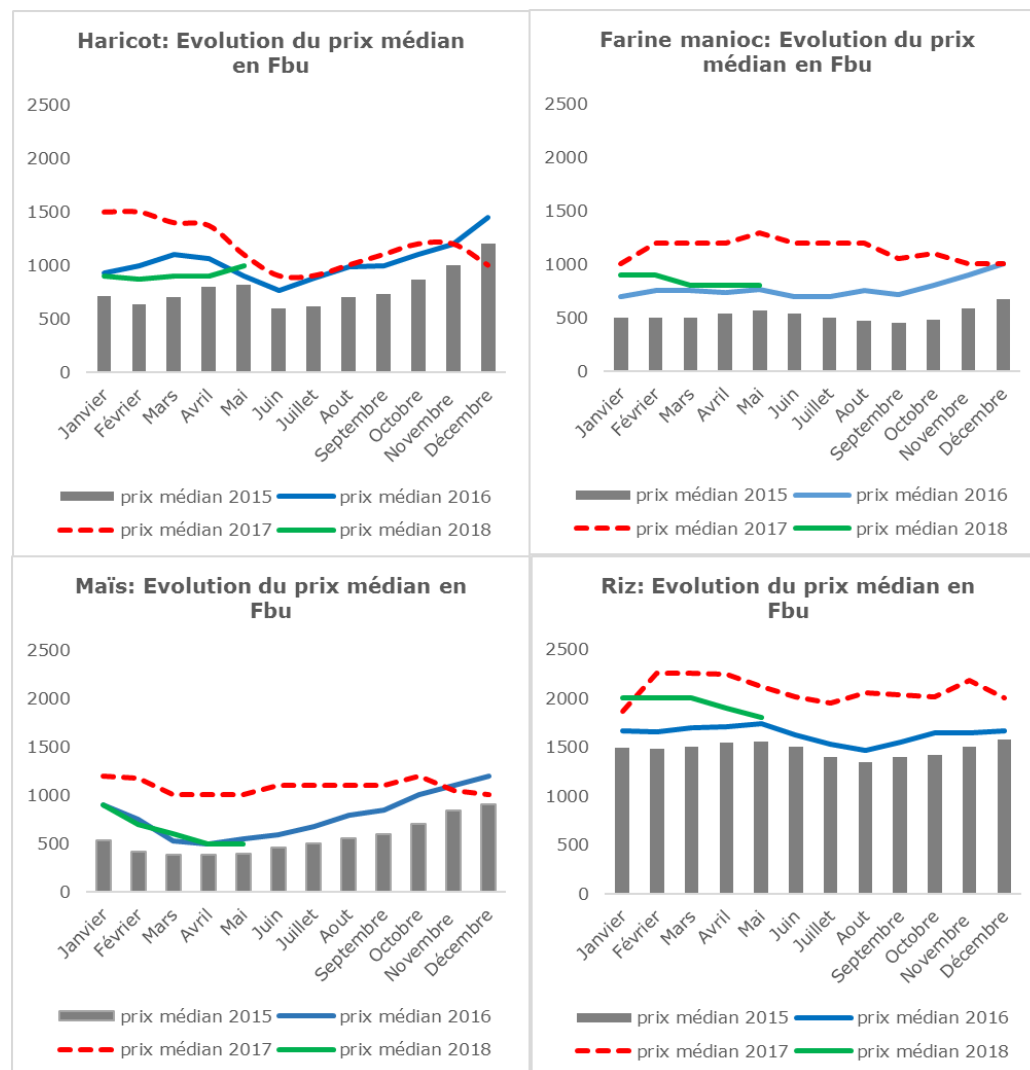 Haricot: Evolution du prix médian
en Fbu
2500
2000
1500
1000
500
0
Janvier
Février
Mars
Avril
Mai
Juin
Juillet
Aout
Septembre
Octobre
Novembre
Décembre
prix médian 2015
prix médian 2016
prix médian 2017
prix médian 2018
Farine manioc: Evolution du prix
médian en Fbu
2500
2000
1500
1000
500
0
Janvier
Février
Mars
Avril
Mai
Juin
Juillet
Aout
Septembre
Octobre
Novembre
Décembre
prix médian 2015
prix médian 2016
prix médian 2017
prix médian 2018
Maïs: Evolution du prix médian en
Fbu
2500
2000
1500
1000
500
0
Janvier
Février
Mars
Avril
Mai
Juin
Juillet
Aout
Septembre
Octobre
Novembre
Décembre
prix médian 2015
prix médian 2016
prix médian 2017
prix médian 2018
Riz: Evolution du prix médian en
Fbu
2500
2000
1500
1000
500
0
Janvier
Février
Mars
Avril
Mai
Juin
Juillet
Aout
Septembre
Octobre
Novembre
Décembre
prix médian 2015
prix médian 2016
prix médian 2017
prix médian 2018